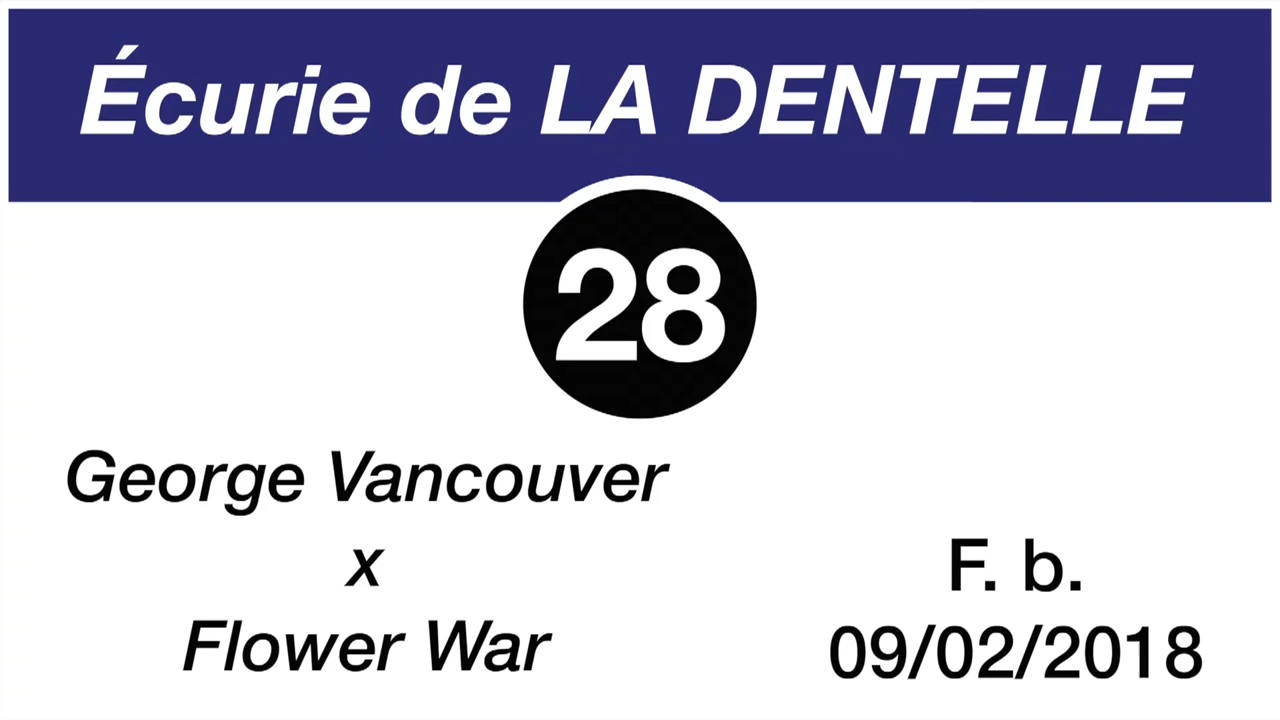 Écurie de LA DENTELLE
28
George Vancouver
x
Flower War
F. b.
09/02/2018